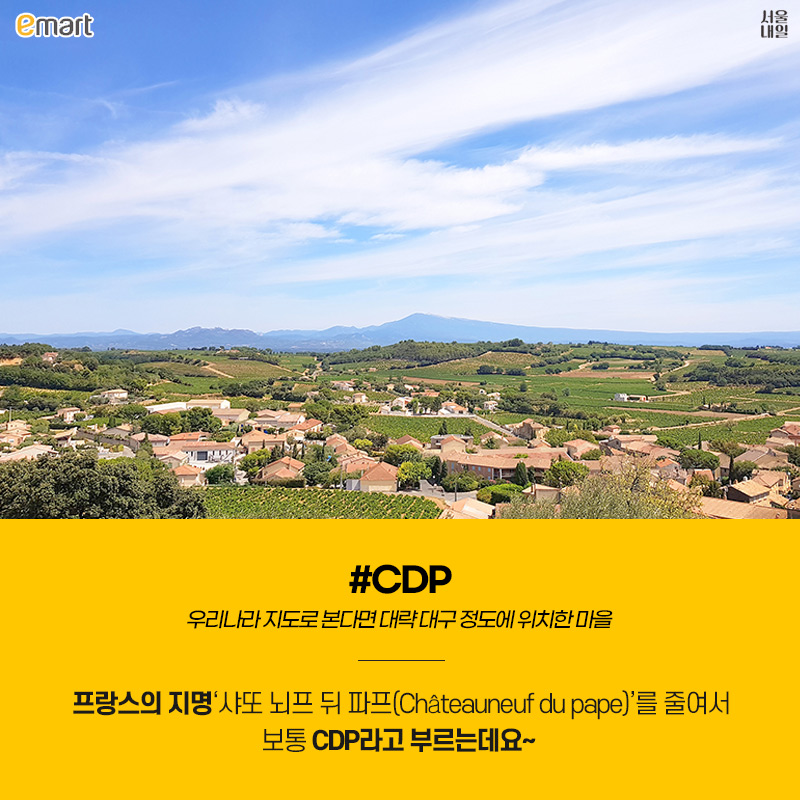 emart
서울
내일
#CDP
우리나라 지도로 본다면 대략 대구 정도에 위치한 마을
프랑스의 지명‘샤또 뇌프 뒤 파프(Châteauneuf du pape)’를 줄여서
보통 CDP라고 부르는데요~